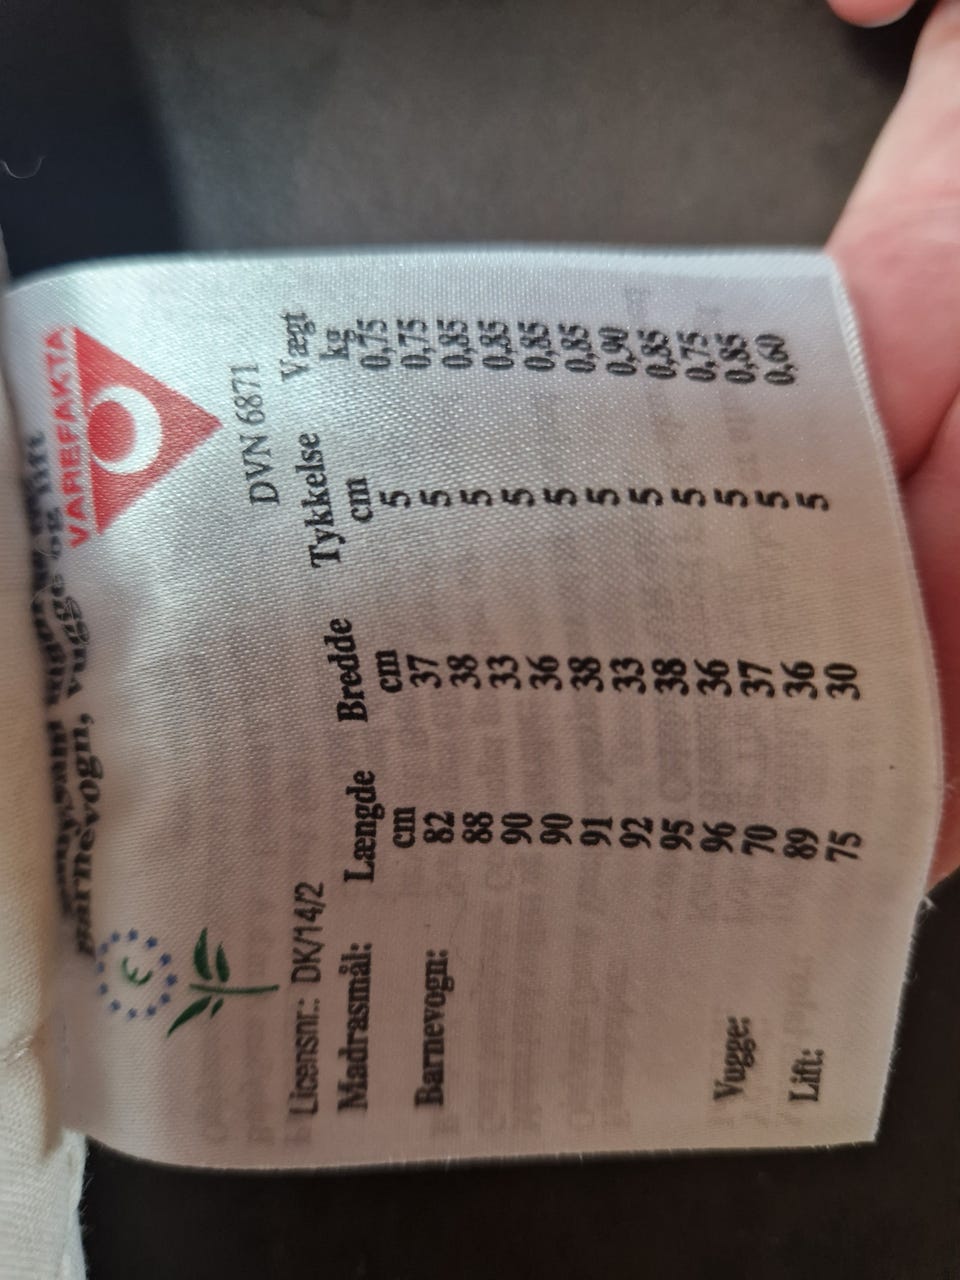 barnevogn, vugge og lift
VAREFAKTA
DVN 6871
Licensnr.: DK/14/2
Madrasmål: Længde Bredde Tykkelse Vægt
cm cm cm kg
Barnevogn: 82 37 5 0,75
88 38 5 0,75
90 33 5 0,85
90 36 5 0,85
91 38 5 0,85
92 33 5 0,85
95 38 5 0,90
96 36 5 0,85
Vugge: 70 37 5 0,75
89 36 5 0,85
Lift: 75 30 5 0,60